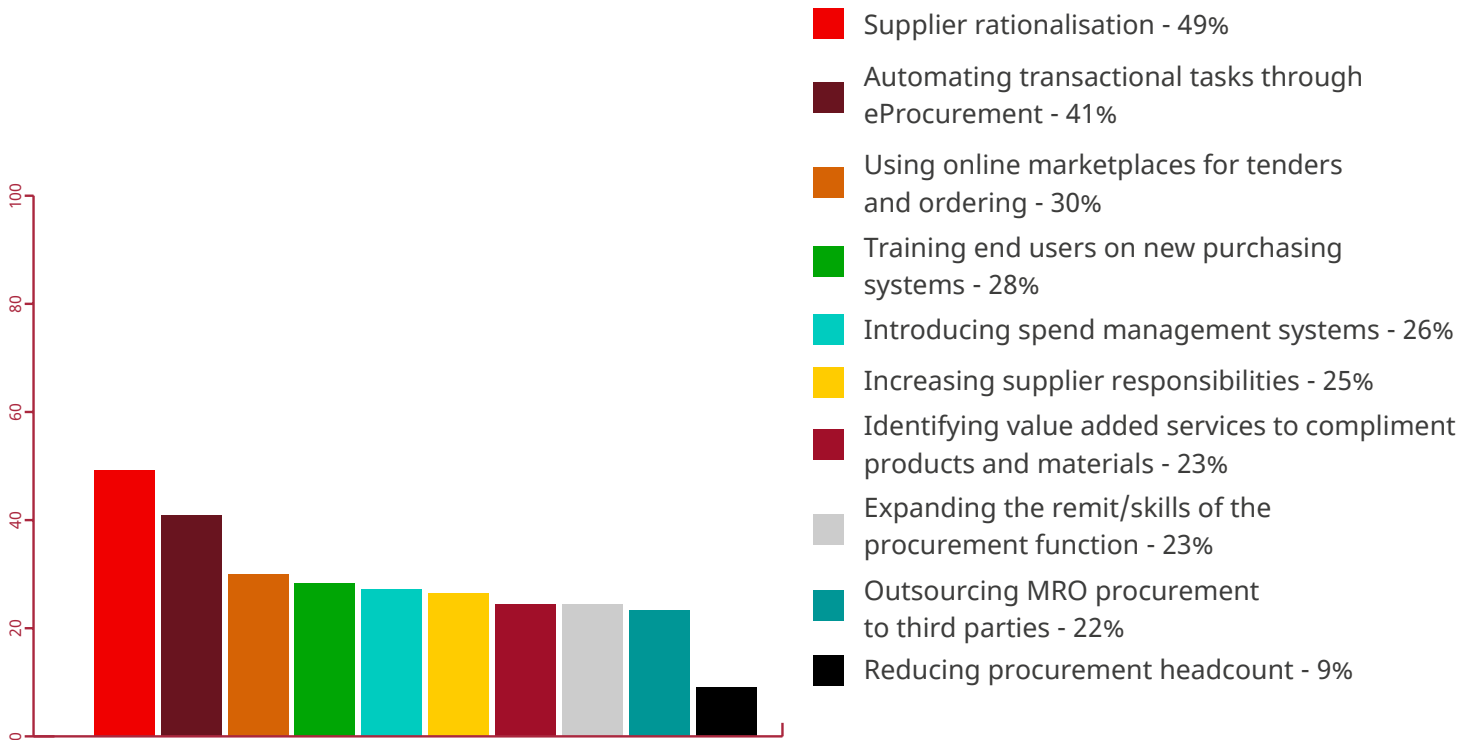 Supplier rationalisation - 49%
Automating transactional tasks through
eProcurement - 41%
Using online marketplaces for tenders
and ordering - 30%
Training end users on new purchasing
systems - 28%
Introducing spend management systems - 26%
Increasing supplier responsibilities - 25%
Identifying value added services to compliment
products and materials - 23%
Expanding the remit/skills of the
procurement function - 23%
Outsourcing MRO procurement
to third parties - 22%
Reducing procurement headcount - 9%
100
80
60
40
20
0